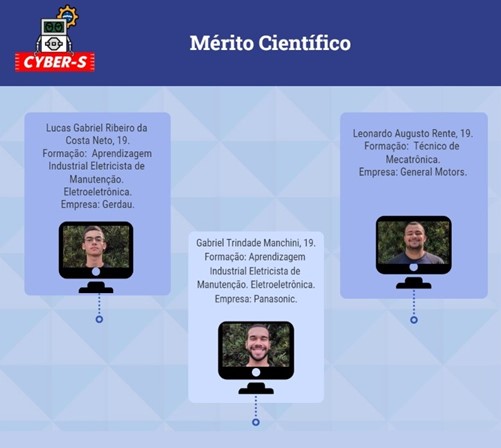 CYBER-S
Mérito Científico
Lucas Gabriel Ribeiro da
Costa Neto, 19.
Formação: Aprendizagem
Industrial Eletricista de
Manutenção.
Eletroeletrônica.
Empresa: Gerdau.
Gabriel Trindade Manchini, 19.
Formação: Aprendizagem
Industrial Eletricista de
Manutenção. Eletroeletrônica.
Empresa: Panasonic.
Leonardo Augusto Rente, 19.
Formação: Técnico de
Mecatrônica.
Empresa: General Motors.